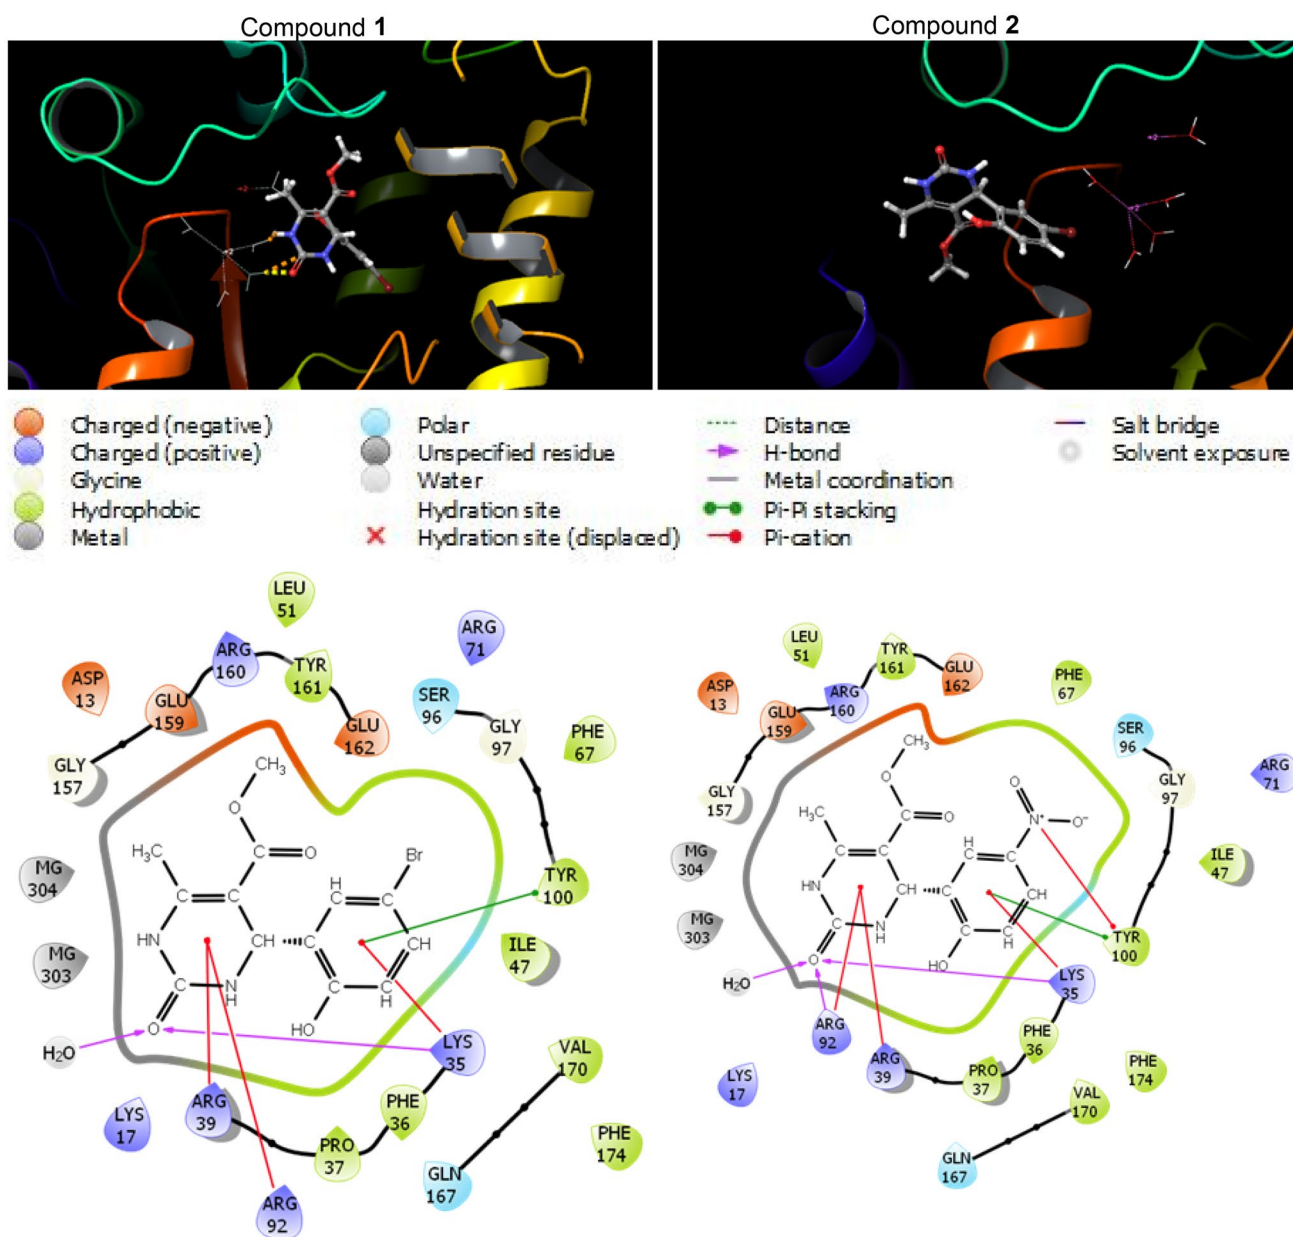 Compound 1
Compound 2
Charged (negative)
Charged (positive)
Glycine
Hydrophobic
Metal
Polar
Unspecified residue
Water
Hydration site
Hydration site (displaced)
Distance
H-bond
Metal coordination
Pi-Pi stacking
Pi-cation
Salt bridge
Solvent exposure
LEU
51
ARG
71
ARG
160
TYR
161
ASP
13
GLU
159
GLU
162
SER
96
GLY
97
PHE
67
GLY
157
CH3
O
H3C
C
C
O
Br
H
C
C
MG
304
TYR
100
HN
CH
CH
MG
303
ILE
47
C
N
H
C
C
H
O
HO
H2O
LYS
35
VAL
170
LYS
17
ARG
39
PHE
36
PRO
37
PHE
174
GLN
167
ARG
92
LEU
51
TYR
161
GLU
162
PHE
67
ASP
13
ARG
160
GLU
159
SER
96
ARG
71
GLY
157
GLY
97
CH3
O
O
N+
O-
H3C
C
O
H
C
C
C
MG
304
ILE
47
HN
CH
CH
MG
303
C
N
H
C
C
H
TYR
100
O
HO
H2O
LYS
35
ARG
92
PHE
36
ARG
39
PRO
37
PHE
174
LYS
17
VAL
170
GLN
167